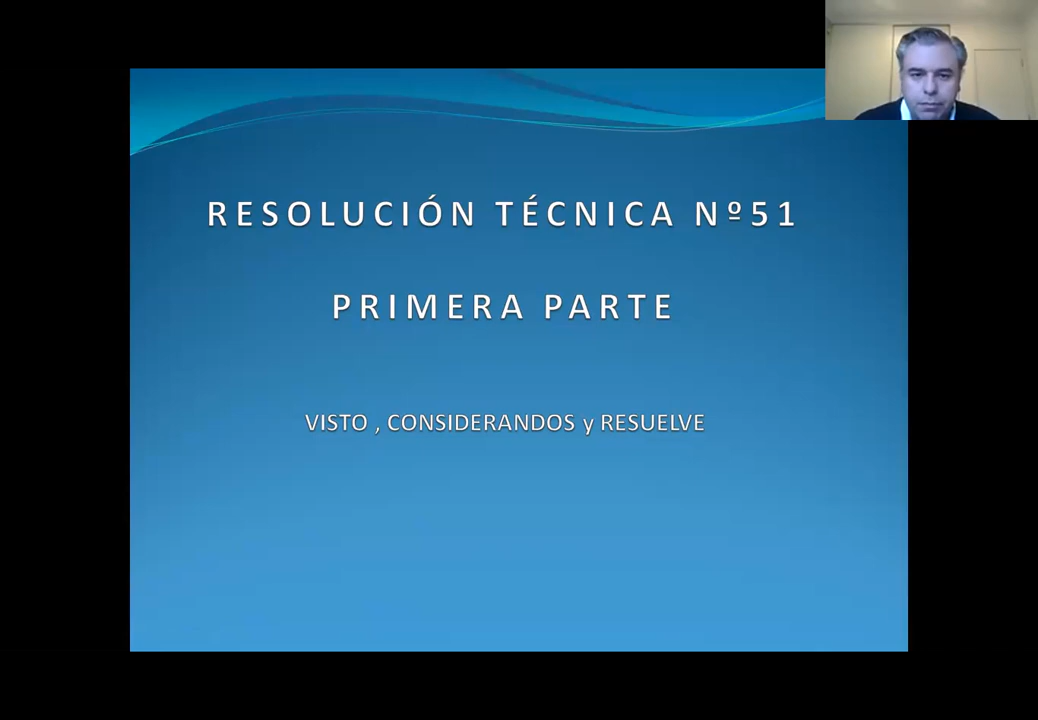 RESOLUCIÓN TÉCNICA Nº51
PRIMERA PARTE
VISTO , CONSIDERANDOS y RESUELVE